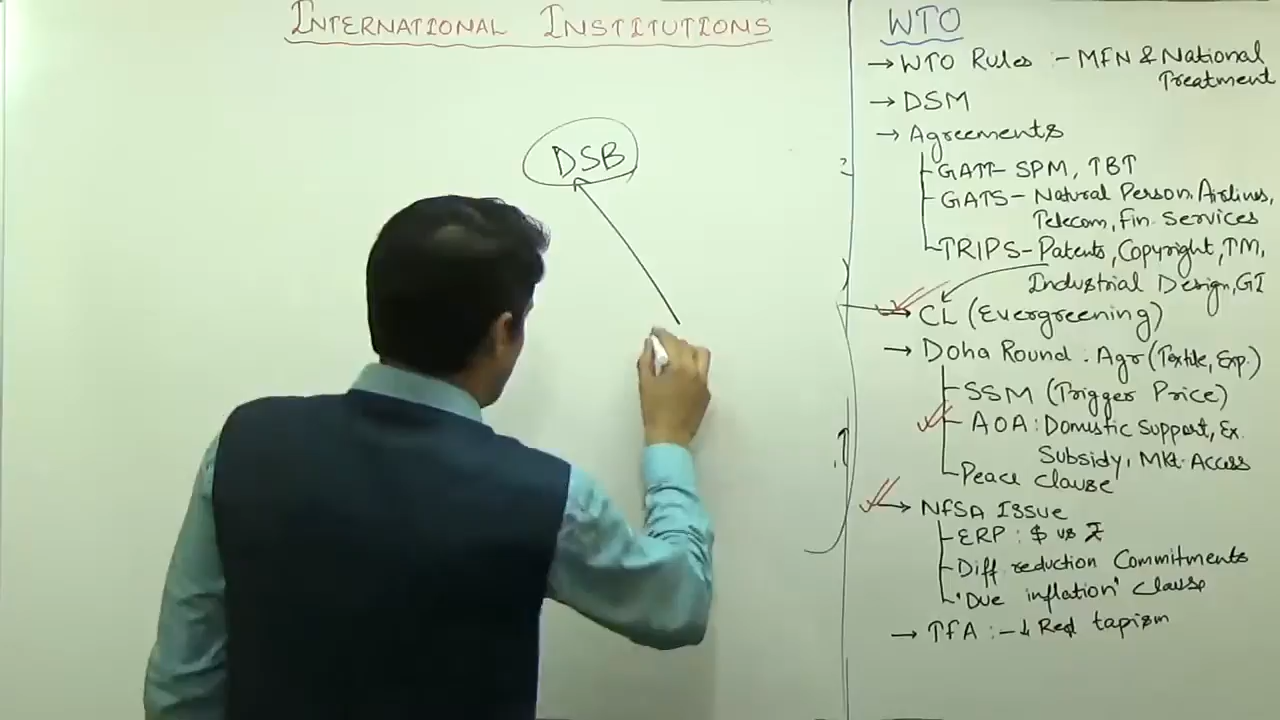 INTERNATIONAL INSTITUTIONS
DSB
WTO
→ WTO Rules :- MFN & National
Treatment
→ DSM
→ Agreements
GATT- SPM, TBT
GATS- Natural Person, Airlines,
Telecom, Fin. Services
TRIPS- Patents, Copyright, TM,
Industrial Design, GI
CL (Evergreening)
→ Doha Round : Agr (Textile, Exp.)
SSM (Trigger Price)
AOA : Domestic Support, Ex.
Subsidy, Mkt. Access
Peace Clause
→ NFSA Issue
ERP : $ vs ₹
Diff reduction Commitments
'Due inflation' Clause
→ TFA :- ↓ Red tapism